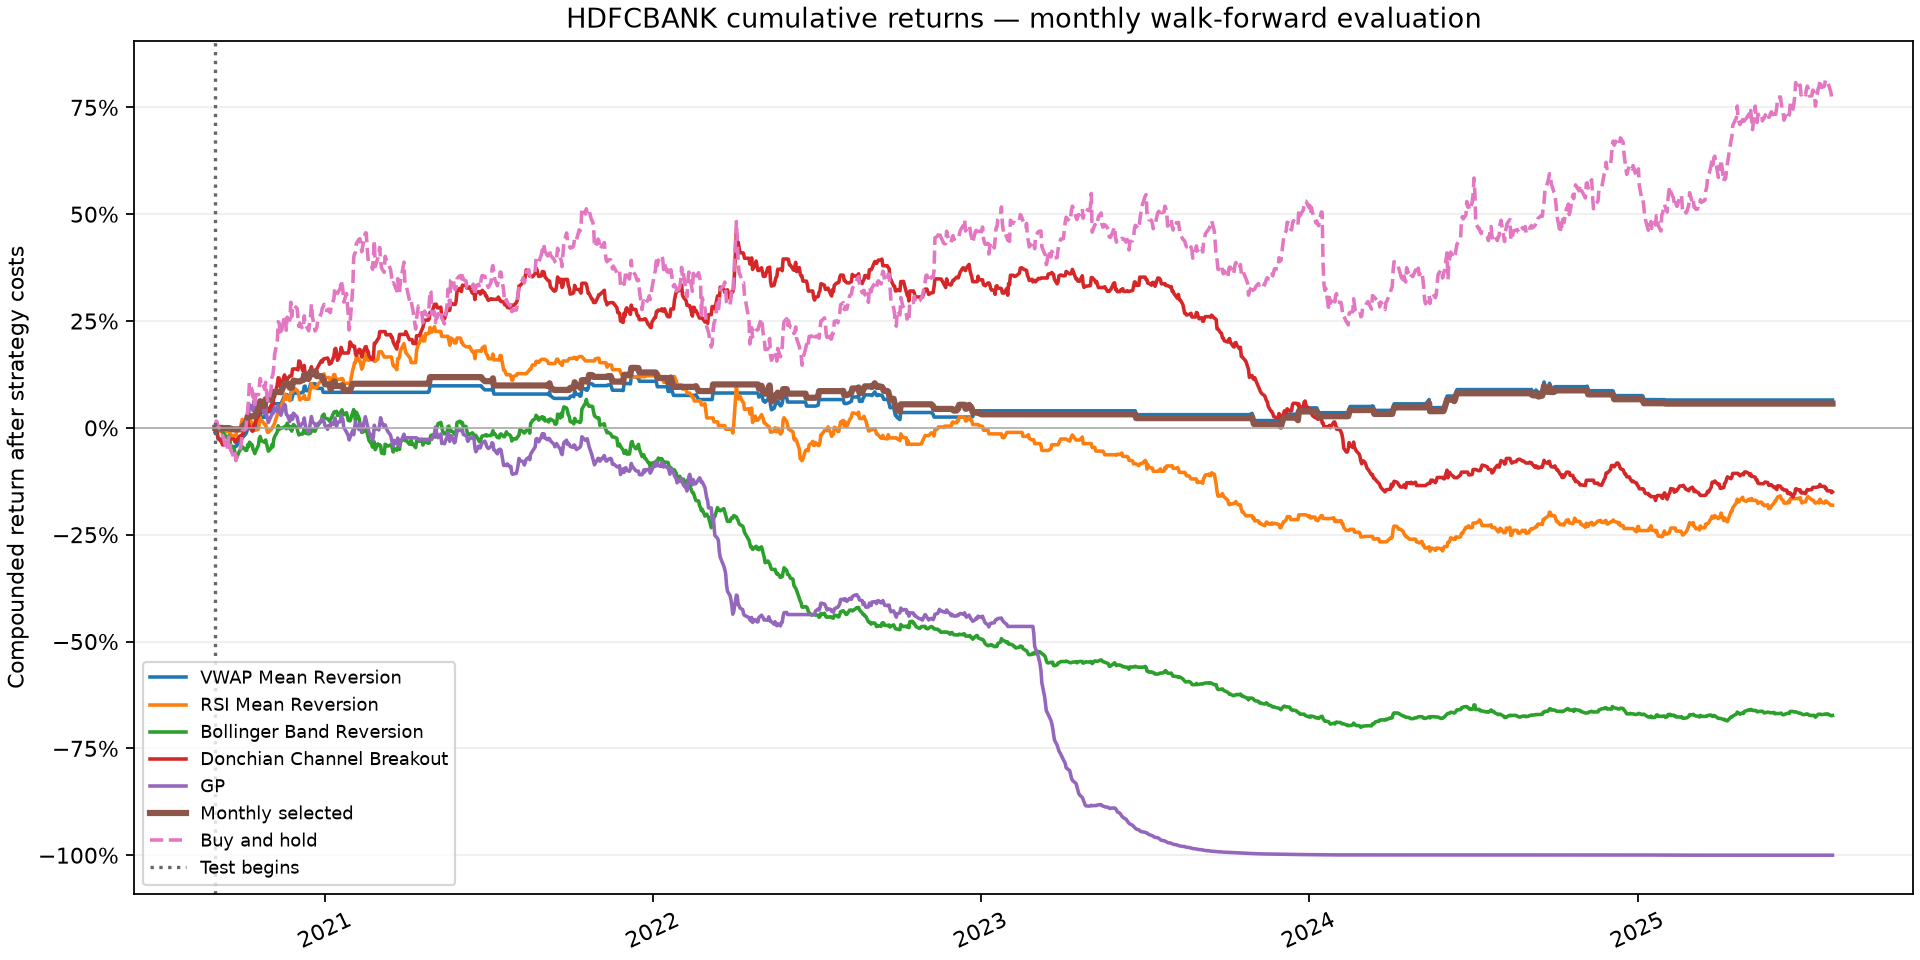 HDFCBANK cumulative returns — monthly walk-forward evaluation
Compounded return after strategy costs
75%
50%
25%
0%
−25%
−50%
−75%
−100%
VWAP Mean Reversion
RSI Mean Reversion
Bollinger Band Reversion
Donchian Channel Breakout
GP
Monthly selected
Buy and hold
Test begins
2021
2022
2023
2024
2025